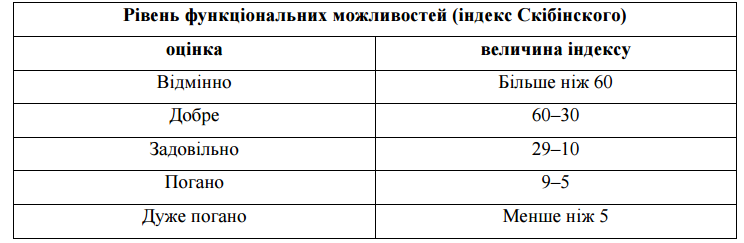 Рівень функціональних можливостей (індекс Скібінского)
оцінка величина індексу
Відмінно Більше ніж 60
Добре 60–30
Задовільно 29–10
Погано 9–5
Дуже погано Менше ніж 5